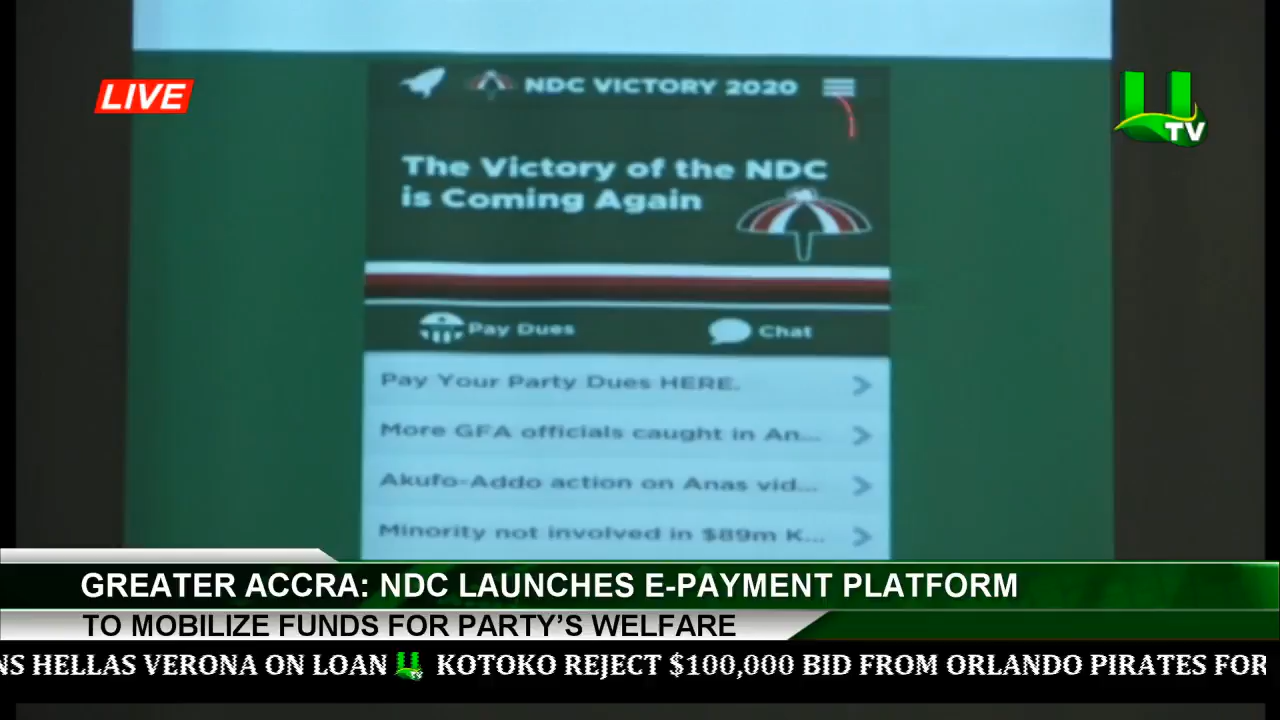 LIVE
U
TV
NDC VICTORY 2020
The Victory of the NDC
is Coming Again
Pay Dues
Chat
Pay Your Party Dues HERE.
More GFA officials caught in An...
Akufo-Addo action on Anas vid...
Minority not involved in $89m K...
GREATER ACCRA: NDC LAUNCHES E-PAYMENT PLATFORM
TO MOBILIZE FUNDS FOR PARTY'S WELFARE
NS HELLAS VERONA ON LOAN U TV KOTOKO REJECT $100,000 BID FROM ORLANDO PIRATES FOR